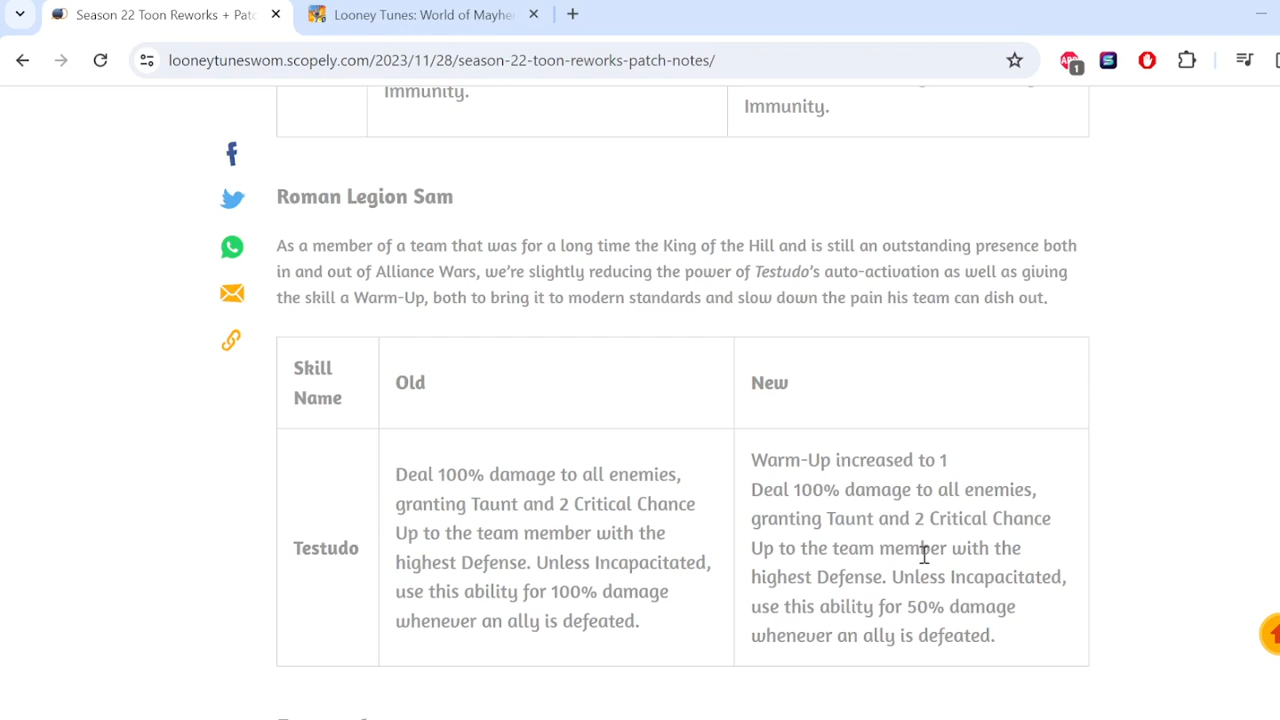 Season 22 Toon Reworks + Patc
Looney Tunes: World of Mayhe
looneytuneswom.scopely.com/2023/11/28/season-22-toon-reworks-patch-notes/
1
Immunity.
Immunity.
Roman Legion Sam
As a member of a team that was for a long time the King of the Hill and is still an outstanding presence both
in and out of Alliance Wars, we're slightly reducing the power of Testudo's auto-activation as well as giving
the skill a Warm-Up, both to bring it to modern standards and slow down the pain his team can dish out.
Skill
Name
Old
New
Testudo
Deal 100% damage to all enemies,
granting Taunt and 2 Critical Chance
Up to the team member with the
highest Defense. Unless Incapacitated,
use this ability for 100% damage
whenever an ally is defeated.
Warm-Up increased to 1
Deal 100% damage to all enemies,
granting Taunt and 2 Critical Chance
Up to the team member with the
highest Defense. Unless Incapacitated,
use this ability for 50% damage
whenever an ally is defeated.